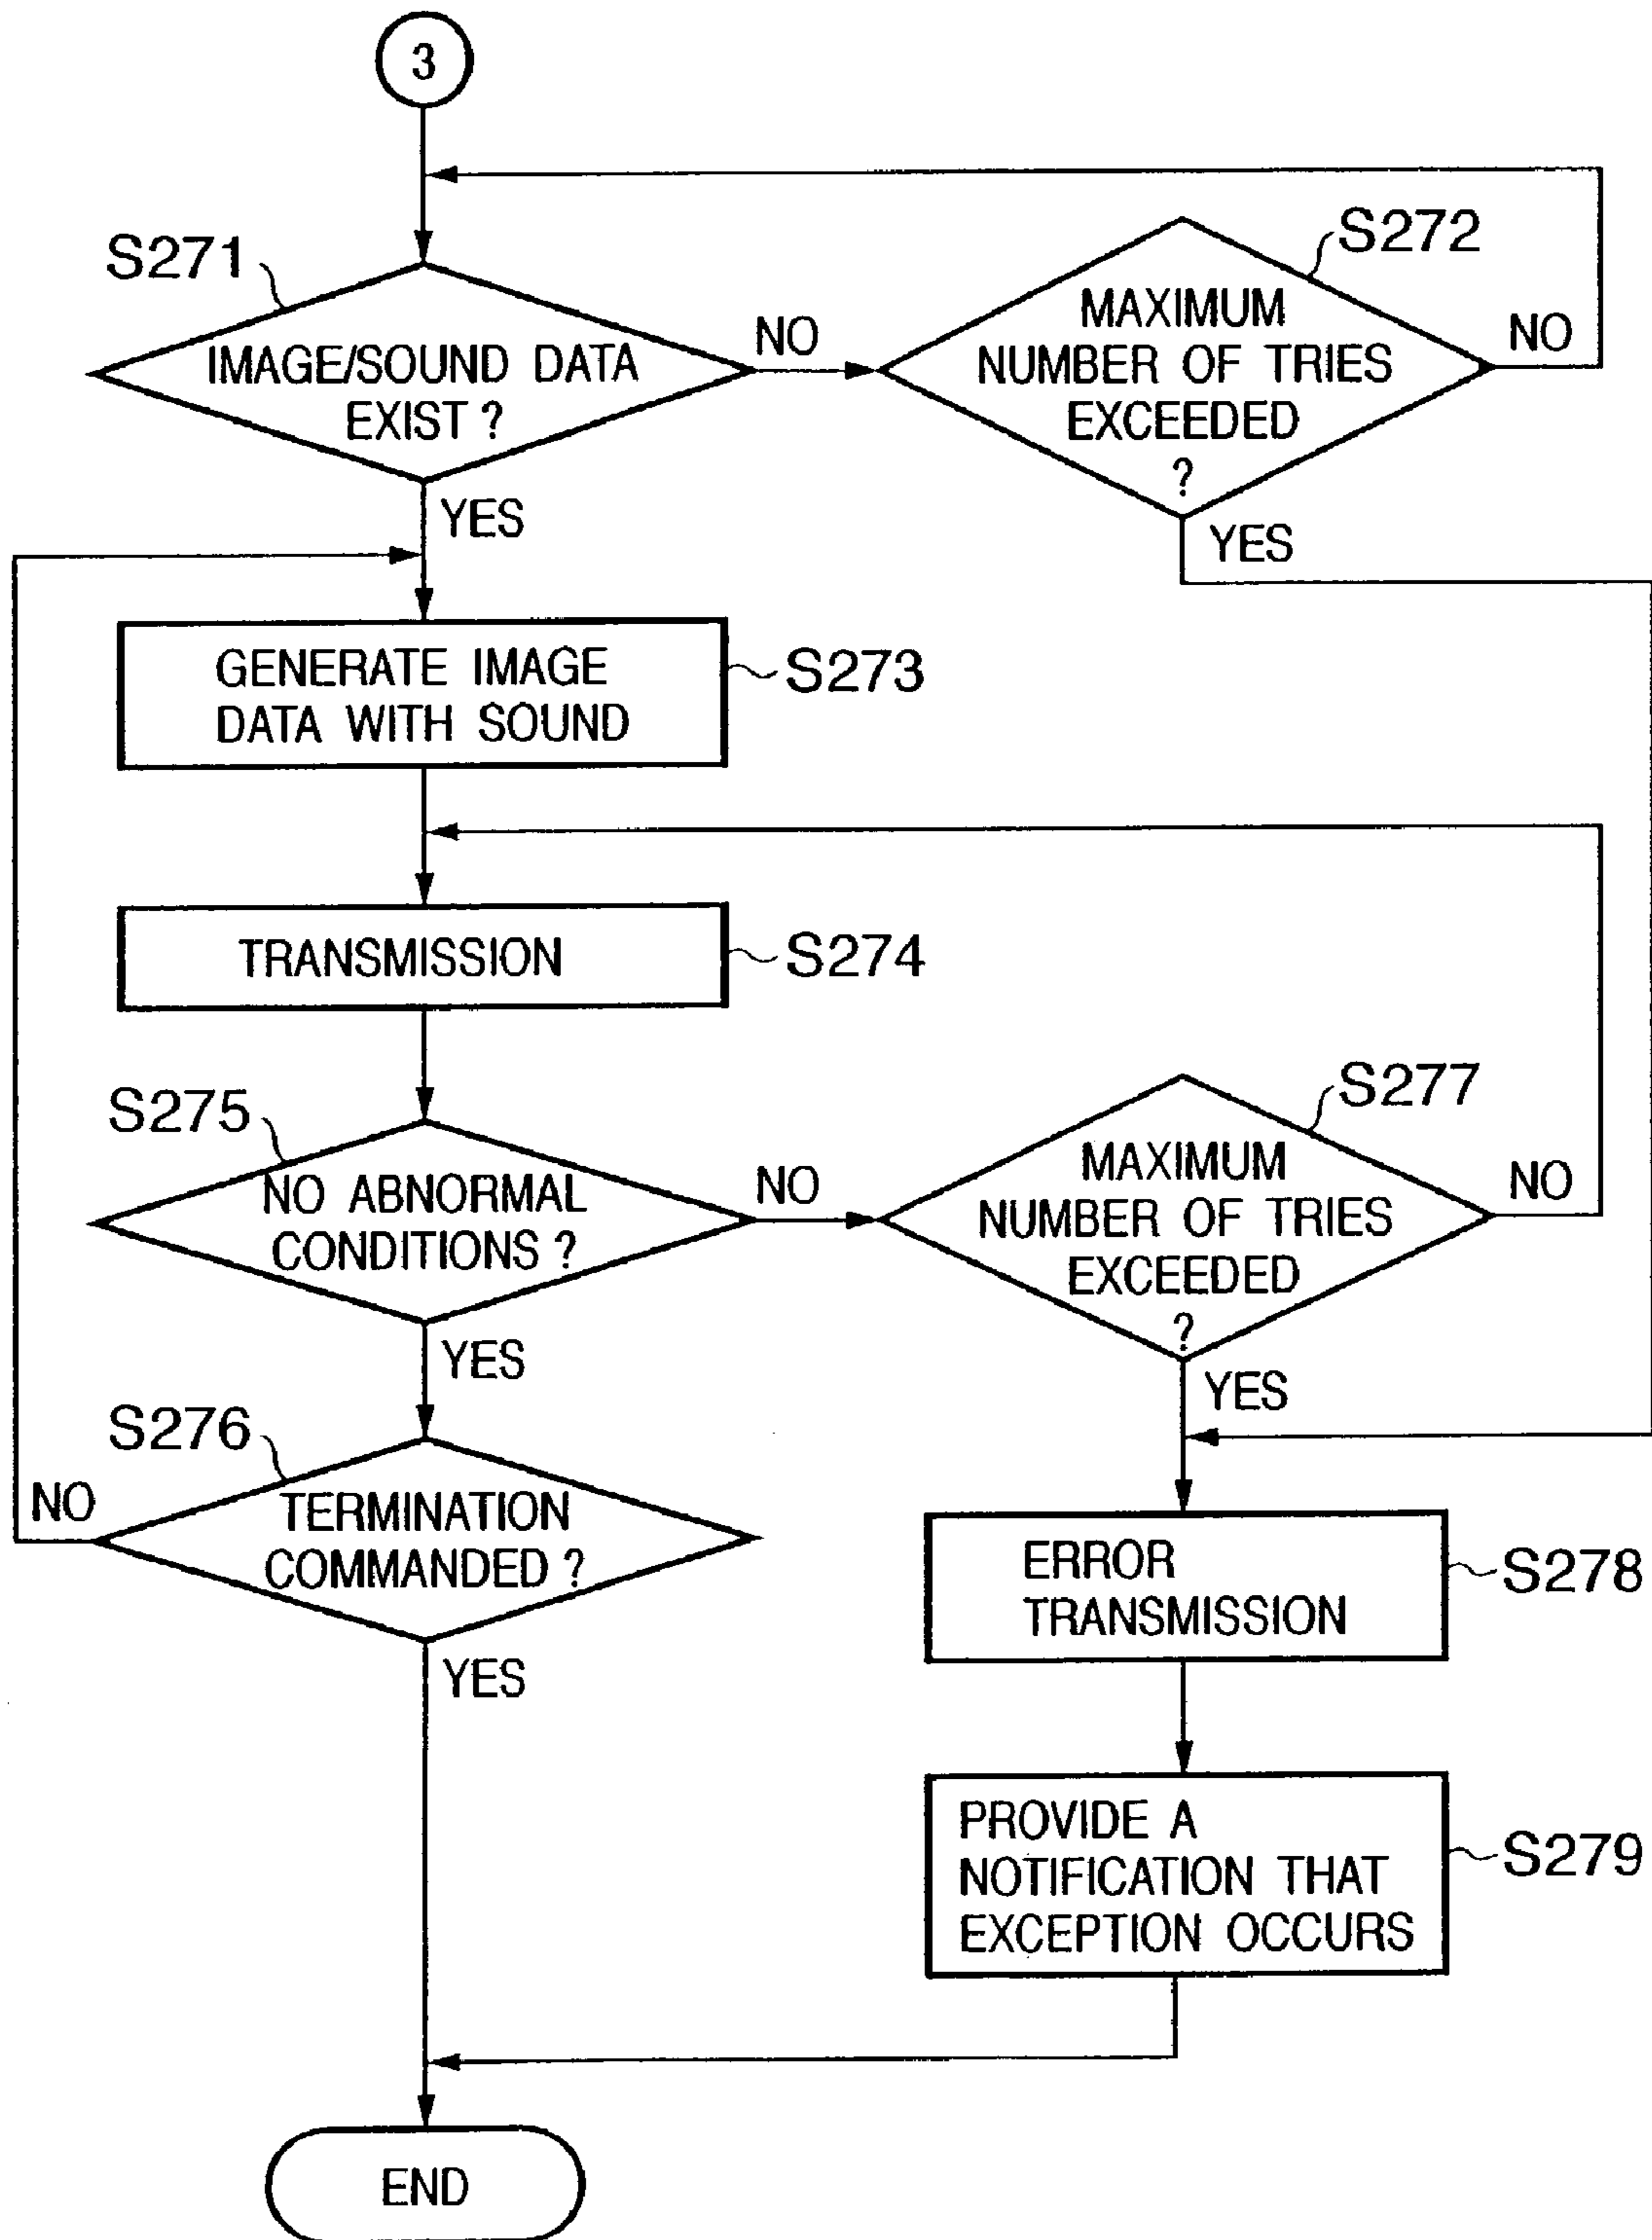 3
S271
IMAGE/SOUND DATA
EXIST ?
NO
S272
MAXIMUM
NUMBER OF TRIES
EXCEEDED
?
NO
YES
YES
GENERATE IMAGE
DATA WITH SOUND
S273
TRANSMISSION
S274
S275
NO ABNORMAL
CONDITIONS ?
NO
S277
MAXIMUM
NUMBER OF TRIES
EXCEEDED
?
NO
YES
YES
S276
NO
TERMINATION
COMMANDED ?
YES
ERROR
TRANSMISSION
S278
PROVIDE A
NOTIFICATION THAT
EXCEPTION OCCURS
S279
END